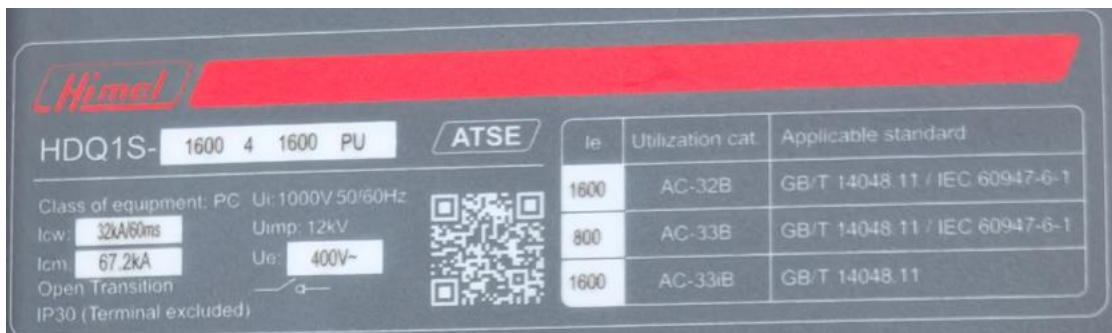 Himel
HDQ1S- 1600 4 1600 PU
ATSE
Class of equipment: PC Ui: 1000V 50/60Hz
Icw: 32kA/60ms Uimp: 12kV
Icm: 67.2kA Ue: 400V~
Open Transition
IP30 (Terminal excluded)
Ie Utilization cat. Applicable standard
1600 AC-32B GB/T 14048.11 / IEC 60947-6-1
800 AC-33B GB/T 14048.11 / IEC 60947-6-1
1600 AC-33iB GB/T 14048.11